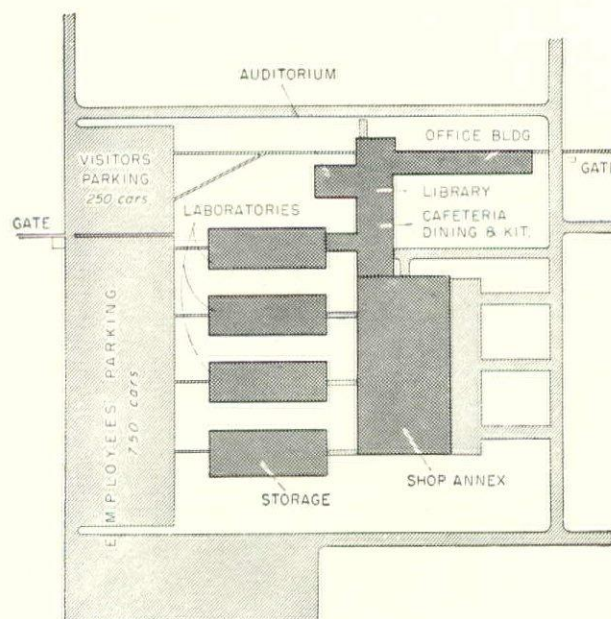 AUDITORIUM
OFFICE BLDG
GATE
VISITORS
PARKING
250 cars
LIBRARY
LABORATORIES
CAFETERIA
DINING & KIT.
GATE
EMPLOYEES' PARKING
750 cars
STORAGE
SHOP ANNEX